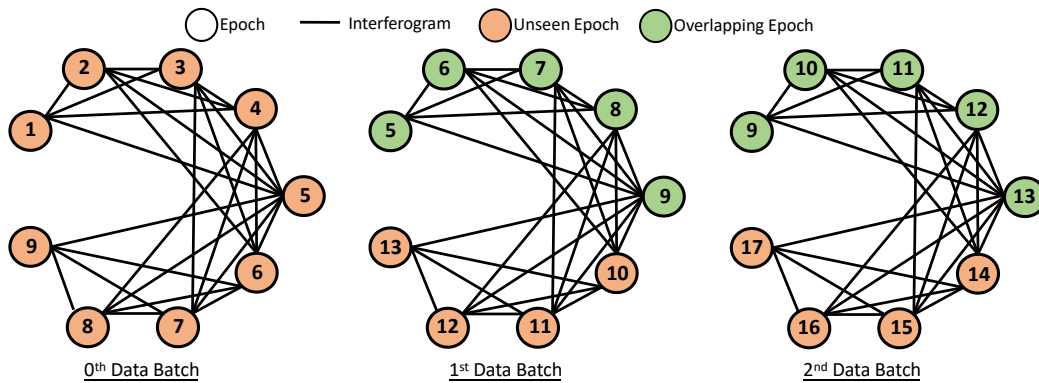 Epoch Interferogram Unseen Epoch Overlapping Epoch
2 3 4 1 5 9 6 8 7
6 7 8 5 9 13 10 12 11
10 11 12 9 13 17 14 16 15
0th Data Batch 1st Data Batch 2nd Data Batch